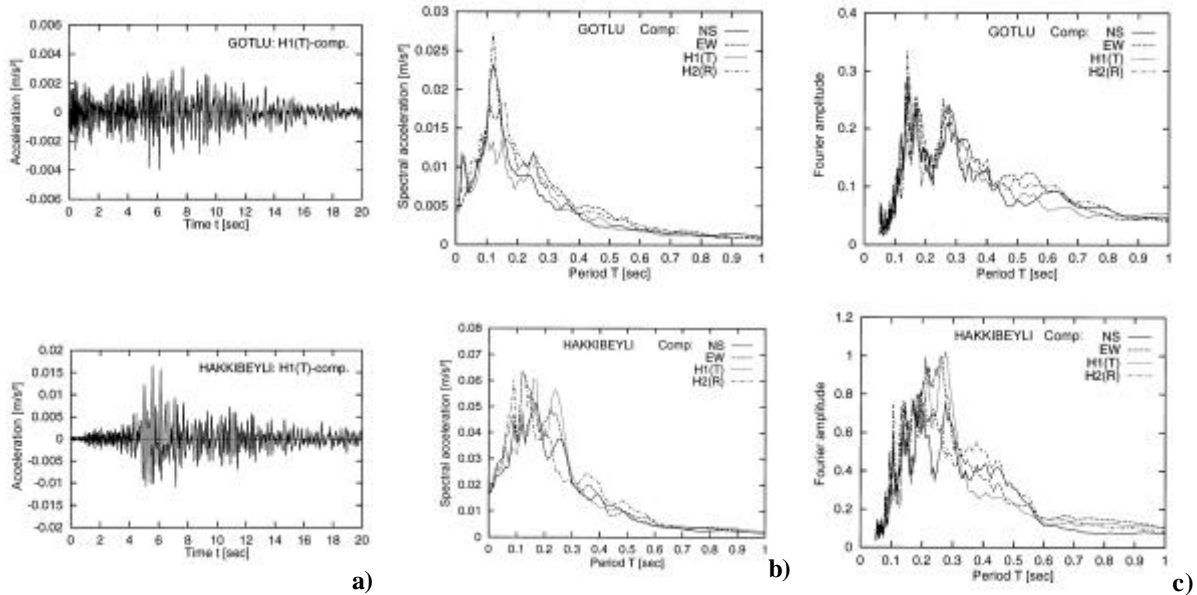 0.006
0.004
0.002
0
-0.002
-0.004
-0.006
Acceleration [m/s²]
GOTLU: H1(T)-comp.
0 2 4 6 8 10 12 14 16 18 20
Time t [sec]
0.03
0.025
0.02
0.015
0.01
0.005
0
Spectral acceleration [m/s²]
GOTLU Comp: NS
EW
H1(T)
H2(R)
0 0.1 0.2 0.3 0.4 0.5 0.6 0.7 0.8 0.9 1
Period T [sec]
0.4
0.3
0.2
0.1
0
Fourier amplitude
GOTLU Comp: NS
EW
H1(T)
H2(R)
0 0.1 0.2 0.3 0.4 0.5 0.6 0.7 0.8 0.9 1
Period T [sec]
0.02
0.015
0.01
0.005
0
-0.005
-0.01
-0.015
-0.02
Acceleration [m/s²]
HAKKIBEYLI: H1(T)-comp.
0 2 4 6 8 10 12 14 16 18 20
Time t [sec]
a)
0.08
0.07
0.06
0.05
0.04
0.03
0.02
0.01
0
Spectral acceleration [m/s²]
HAKKIBEYLI Comp: NS
EW
H1(T)
H2(R)
0 0.1 0.2 0.3 0.4 0.5 0.6 0.7 0.8 0.9 1
Period T [sec]
b)
1.2
1
0.8
0.6
0.4
0.2
0
Fourier amplitude
HAKKIBEYLI Comp: NS
EW
H1(T)
H2(R)
0 0.1 0.2 0.3 0.4 0.5 0.6 0.7 0.8 0.9 1
Period T [sec]
c)